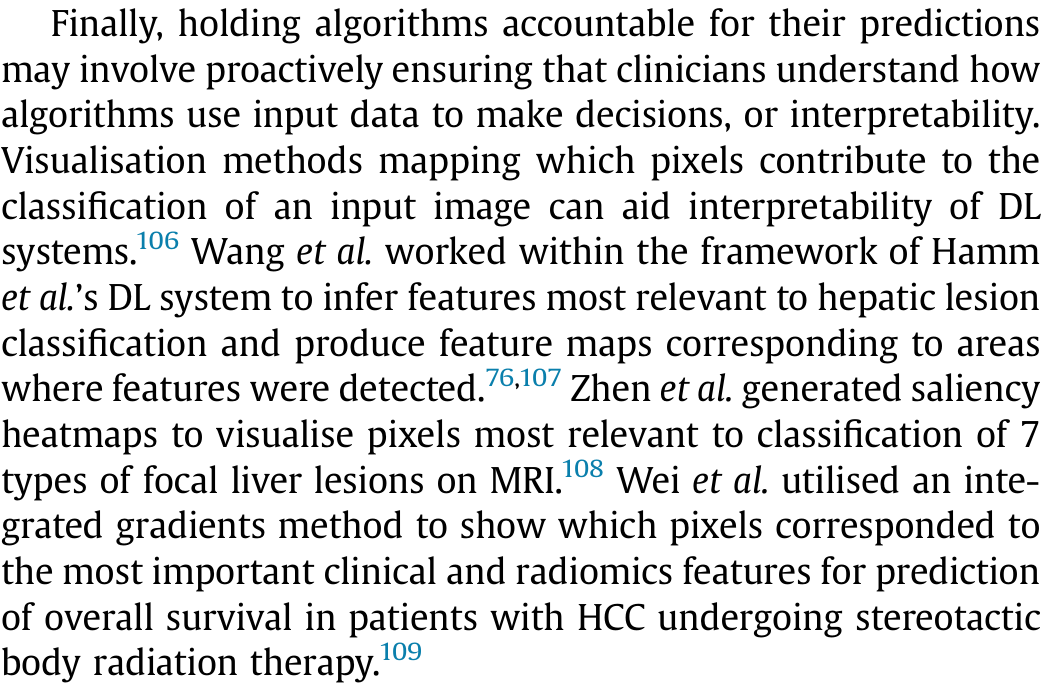 Finally, holding algorithms accountable for their predictions
may involve proactively ensuring that clinicians understand how
algorithms use input data to make decisions, or interpretability.
Visualisation methods mapping which pixels contribute to the
classification of an input image can aid interpretability of DL
systems.106 Wang et al. worked within the framework of Hamm
et al.’s DL system to infer features most relevant to hepatic lesion
classification and produce feature maps corresponding to areas
where features were detected.76,107 Zhen et al. generated saliency
heatmaps to visualise pixels most relevant to classification of 7
types of focal liver lesions on MRI.108 Wei et al. utilised an inte-
grated gradients method to show which pixels corresponded to
the most important clinical and radiomics features for prediction
of overall survival in patients with HCC undergoing stereotactic
body radiation therapy.109